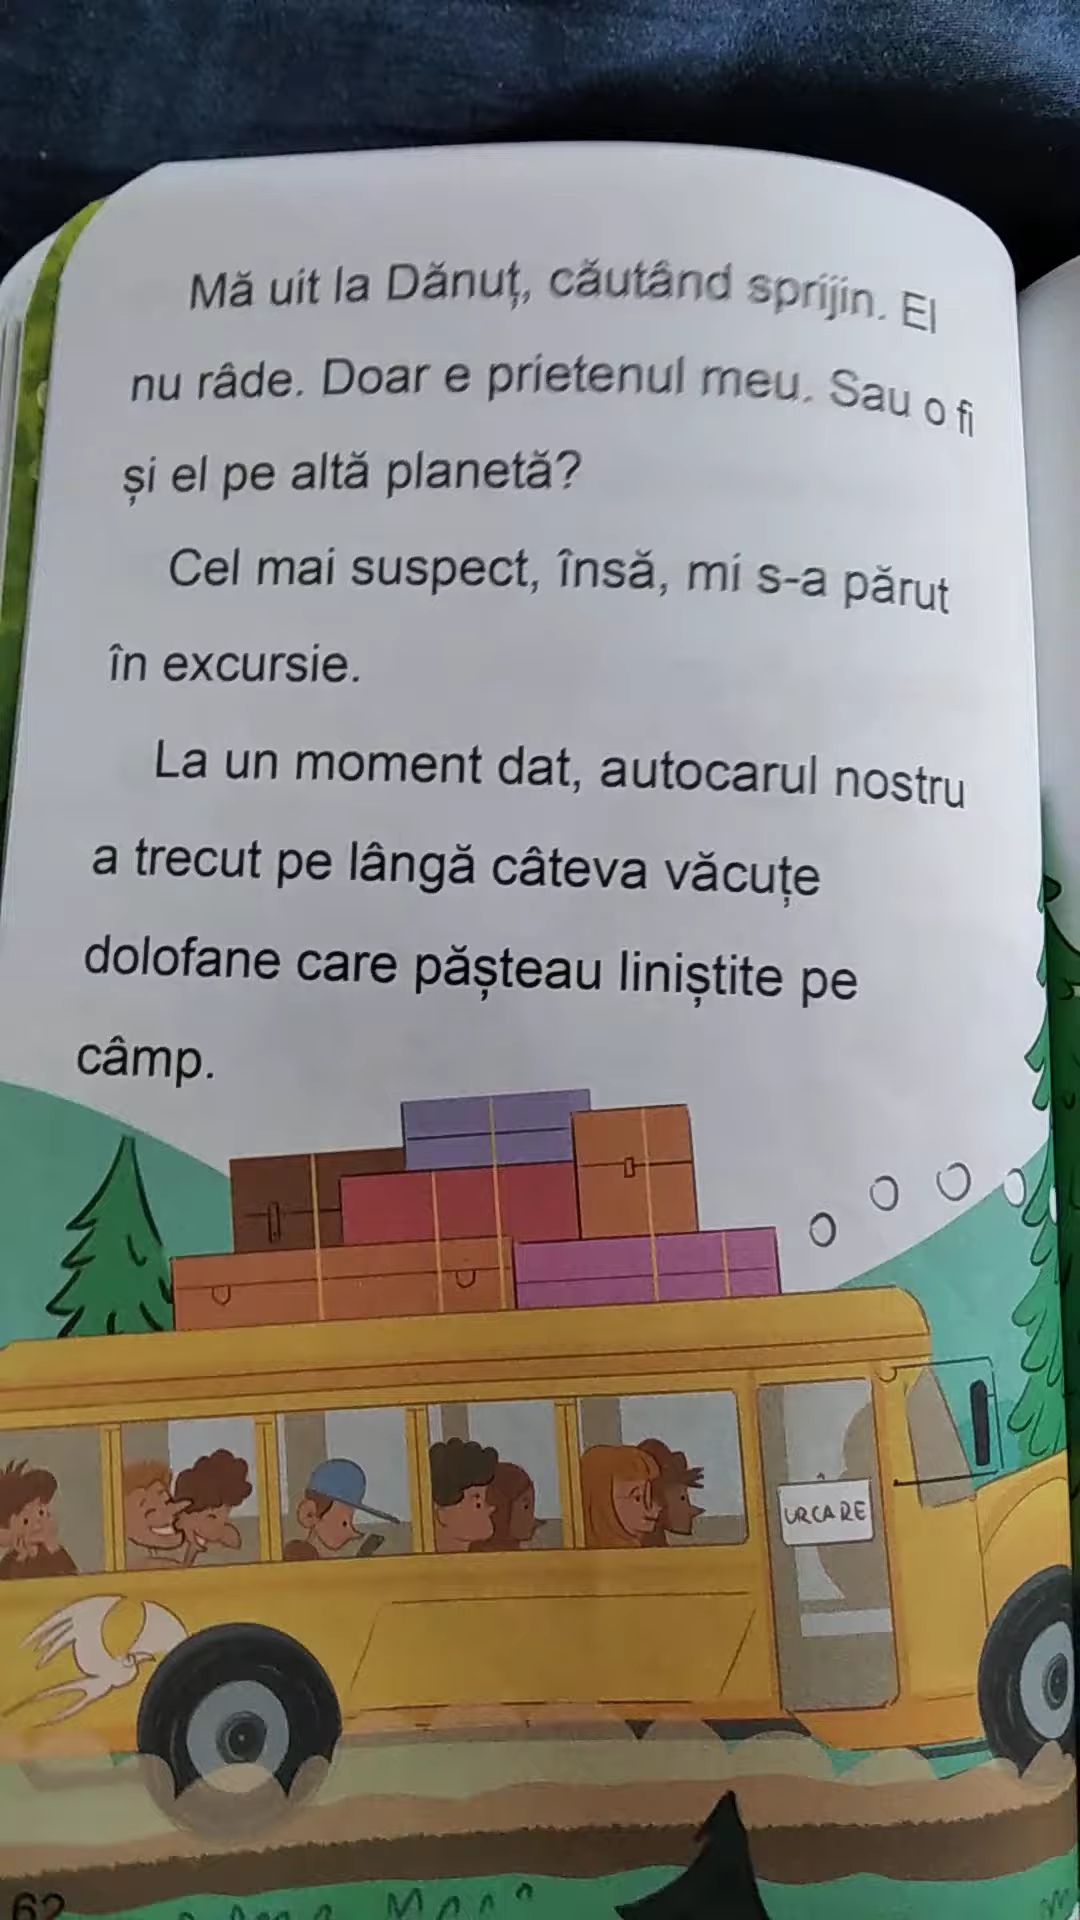 Mă uit la Dănuț, căutând sprijin. El
nu râde. Doar e prietenul meu. Sau o fi
și el pe altă planetă?
Cel mai suspect, însă, mi s-a părut
în excursie.
La un moment dat, autocarul nostru
a trecut pe lângă câteva văcuțe
dolofane care pășteau liniștite pe
câmp.
URCARE
62